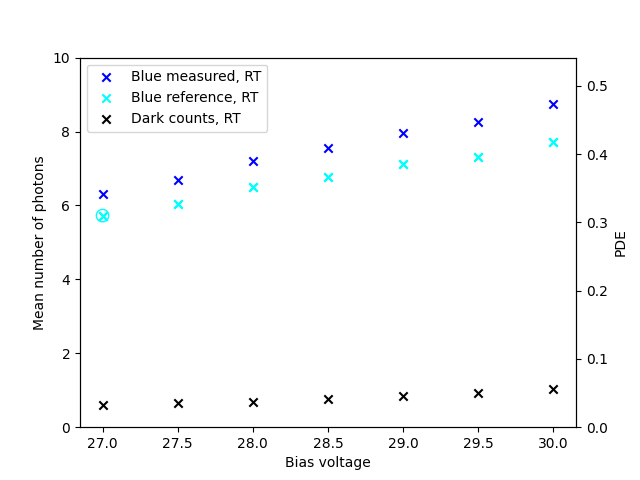 Blue measured, RT
Blue reference, RT
Dark counts, RT
Mean number of photons
10
8
6
4
2
0
PDE
0.5
0.4
0.3
0.2
0.1
0.0
27.0 27.5 28.0 28.5 29.0 29.5 30.0
Bias voltage